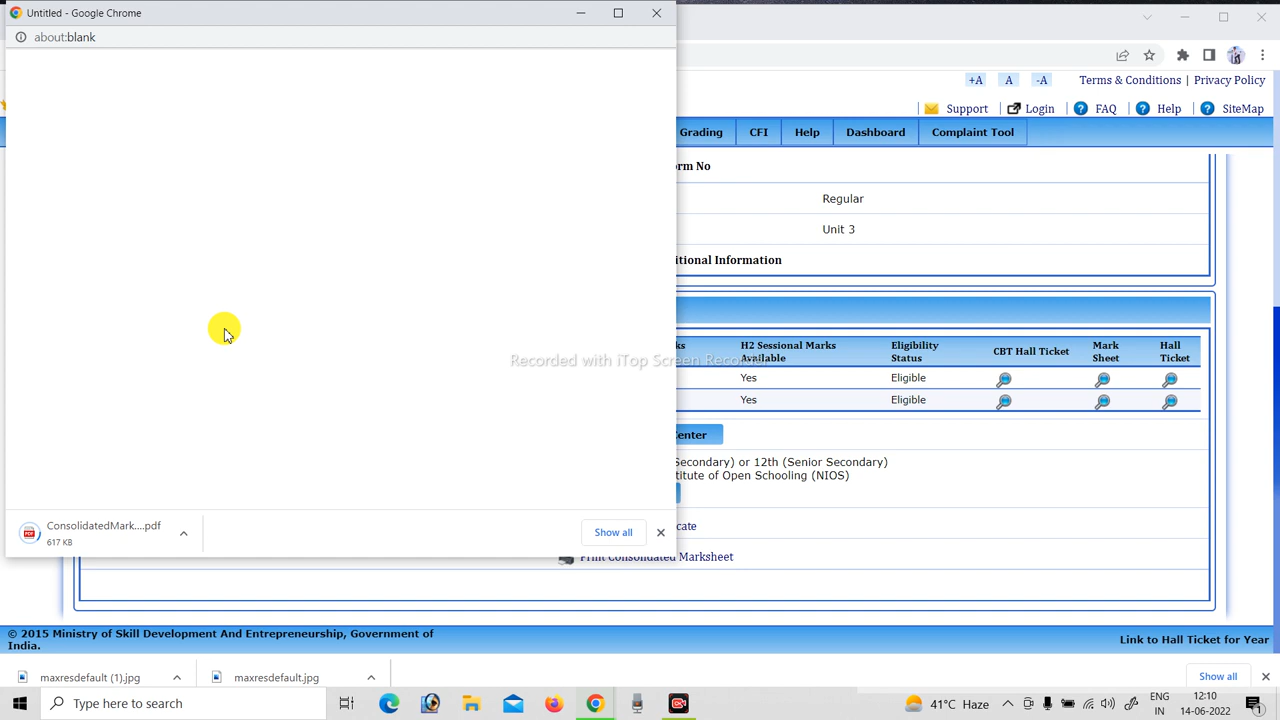 Untitled - Google Chrome
about:blank
+A A -A
Terms & Conditions | Privacy Policy
Support Login FAQ Help SiteMap
Grading CFI Help Dashboard Complaint Tool
orm No
Regular
Unit 3
itional Information
ks
H2 Sessional Marks Available
Eligibility Status
CBT Hall Ticket
Mark Sheet
Hall Ticket
Yes Eligible
Yes Eligible
Recorded with iTop Screen Recorder
enter
Secondary) or 12th (Senior Secondary)
titute of Open Schooling (NIOS)
cate
Print Consolidated Marksheet
ConsolidatedMark....pdf
617 KB
Show all
© 2015 Ministry of Skill Development And Entrepreneurship, Government of
India.
Link to Hall Ticket for Year
maxresdefault (1).jpg
maxresdefault.jpg
Show all
Type here to search
41°C Haze
ENG
IN
12:10
14-06-2022
1